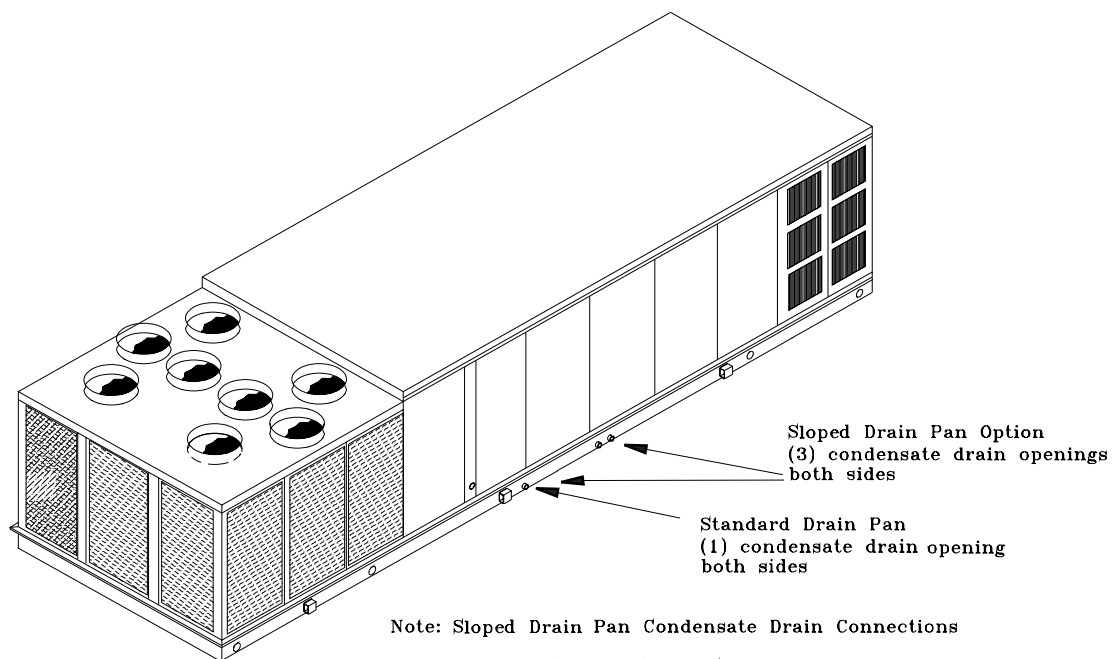 Sloped Drain Pan Option
(3) condensate drain openings
both sides
Standard Drain Pan
(1) condensate drain opening
both sides
Note: Sloped Drain Pan Condensate Drain Connections